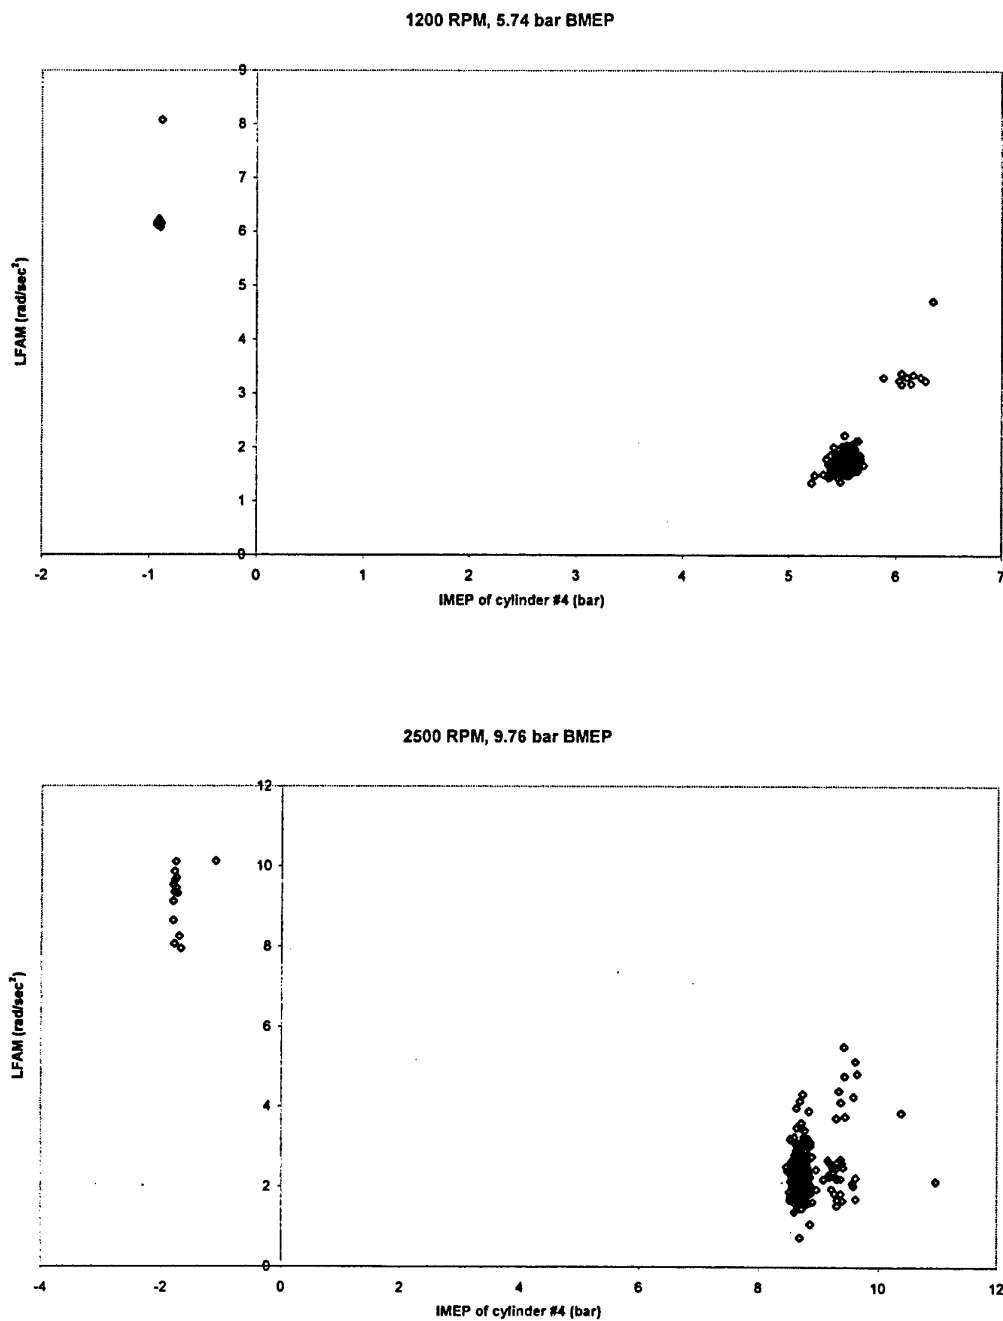 1200 RPM, 5.74 bar BMEP
9
8
7
6
5
4
3
2
1
0
LFAM (rad/sec²)
-2 -1 0 1 2 3 4 5 6 7
IMEP of cylinder #4 (bar)
2500 RPM, 9.76 bar BMEP
12
10
8
6
4
2
0
LFAM (rad/sec²)
-4 -2 0 2 4 6 8 10 12
IMEP of cylinder #4 (bar)